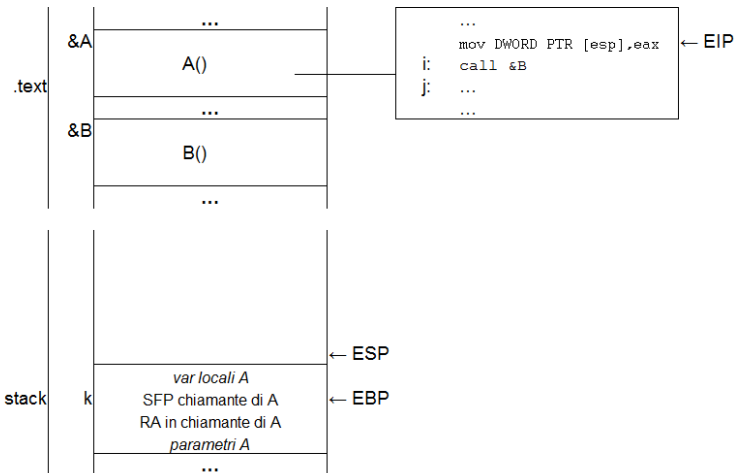 ...
&A
A()
.text
...
&B
B()
...
...
mov DWORD PTR [esp],eax
← EIP
i: call &B
j: ...
...
← ESP
var locali A
stack k SFP chiamante di A ← EBP
RA in chiamante di A
parametri A
...